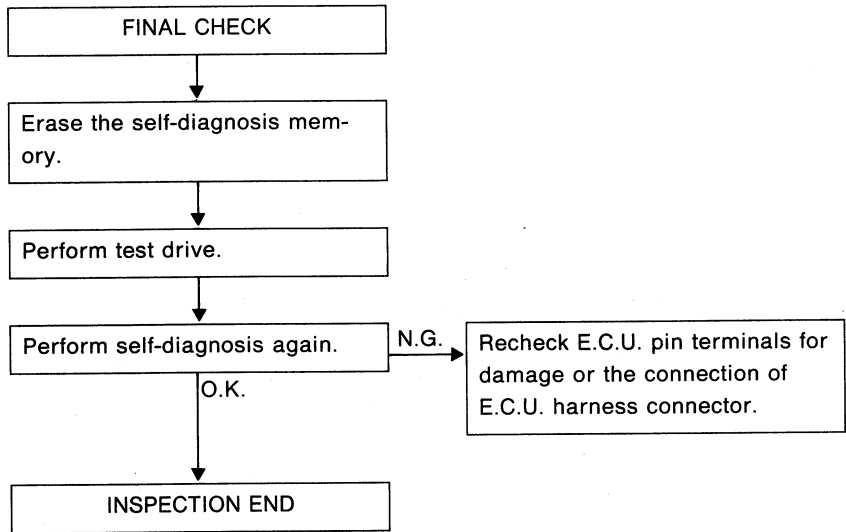 FINAL CHECK
Erase the self-diagnosis mem-
ory.
Perform test drive.
Perform self-diagnosis again.
N.G.
Recheck E.C.U. pin terminals for
damage or the connection of
E.C.U. harness connector.
O.K.
INSPECTION END